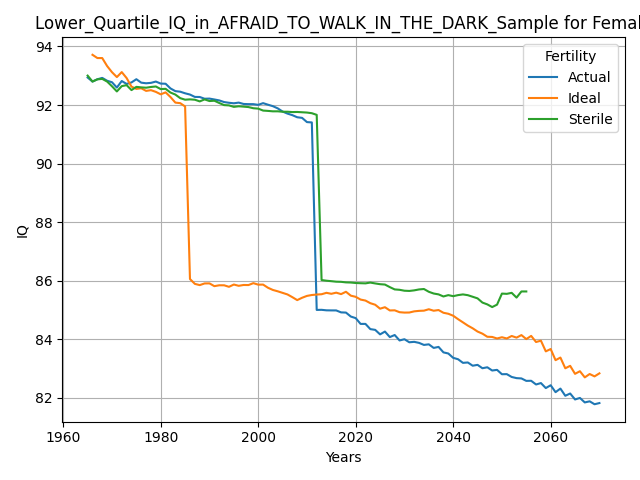 Lower_Quartile_IQ_in_AFRAID_TO_WALK_IN_THE_DARK_Sample for Femal
94
92
90
88
86
84
82
IQ
Fertility
Actual
Ideal
Sterile
1960 1980 2000 2020 2040 2060
Years